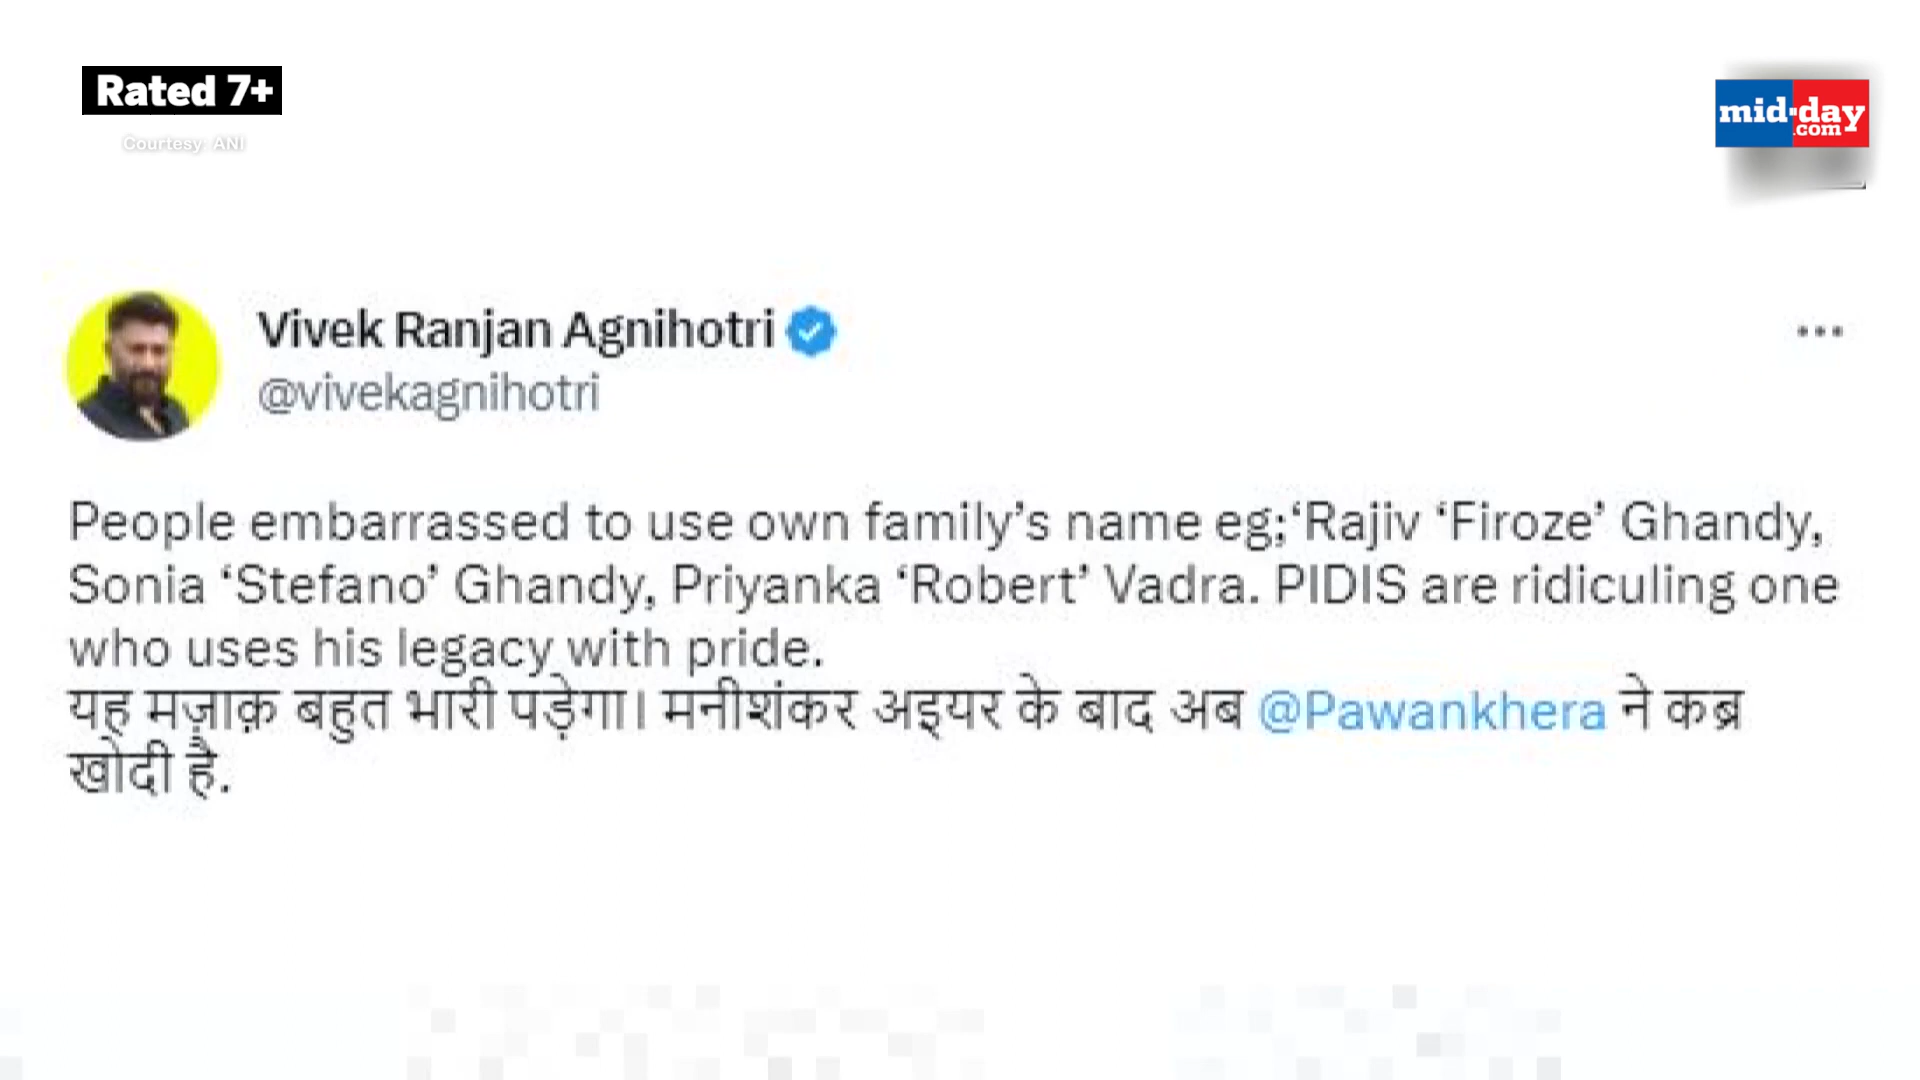 Rated 7+
Courtesy: ANI
mid-day
.com
Vivek Ranjan Agnihotri
@vivekagnihotri
People embarrassed to use own family’s name eg;‘Rajiv ‘Firoze’ Ghandy,
Sonia ‘Stefano’ Ghandy, Priyanka ‘Robert’ Vadra. PIDIS are ridiculing one
who uses his legacy with pride.
यह मज़ाक़ बहुत भारी पड़ेगा। मनीशंकर अइयर के बाद अब @Pawankhera ने कब्र
खोदी है.